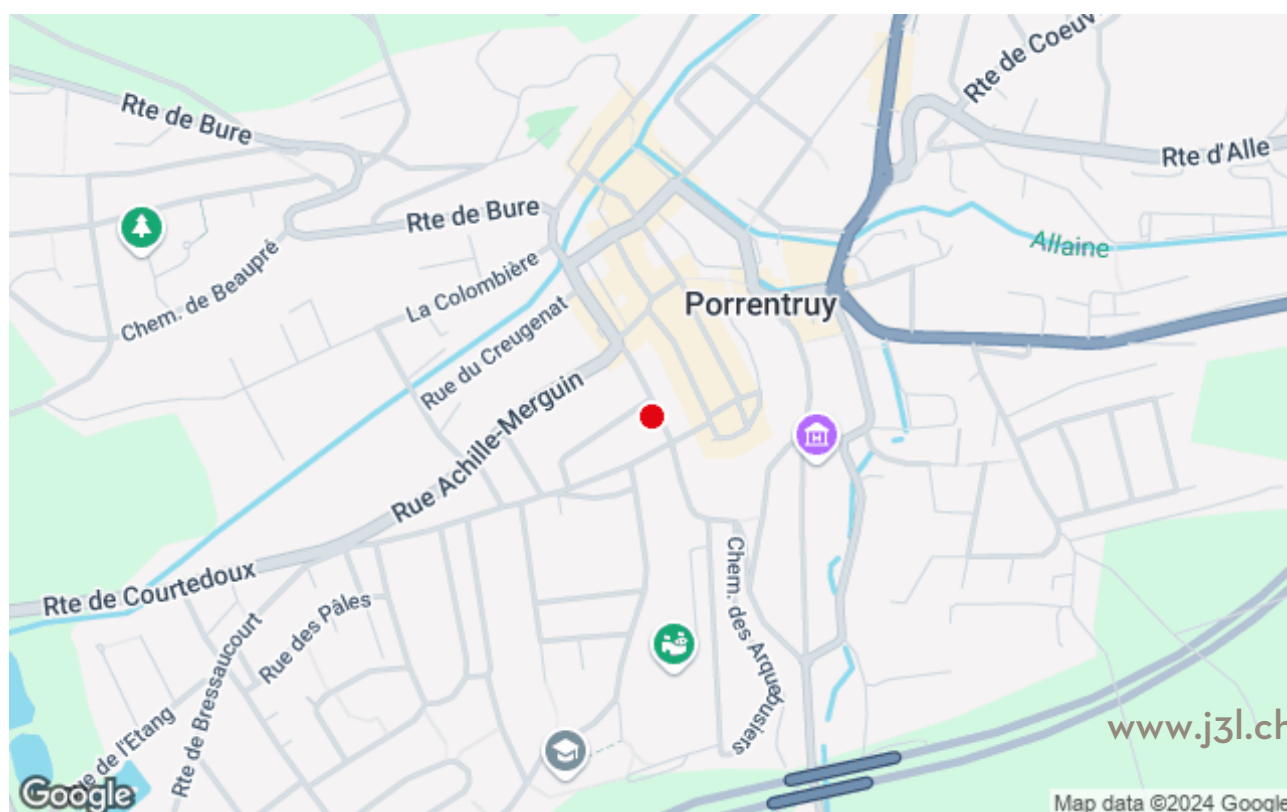 Rte de Coeuv
Rte de Bure
Rte d'Alle
Rte de Bure
Allaine
Chem. de Beaupré
La Colombière
Porrentruy
Rue du Creugenat
Rue Achille-Merguin
Rte de Courtedoux
Rue des Pâles
Chem. des Arquebusiers
Rte de Bressaucourt
ue de l'Etang
www.j3l.ch
Google
Map data ©2024 Google